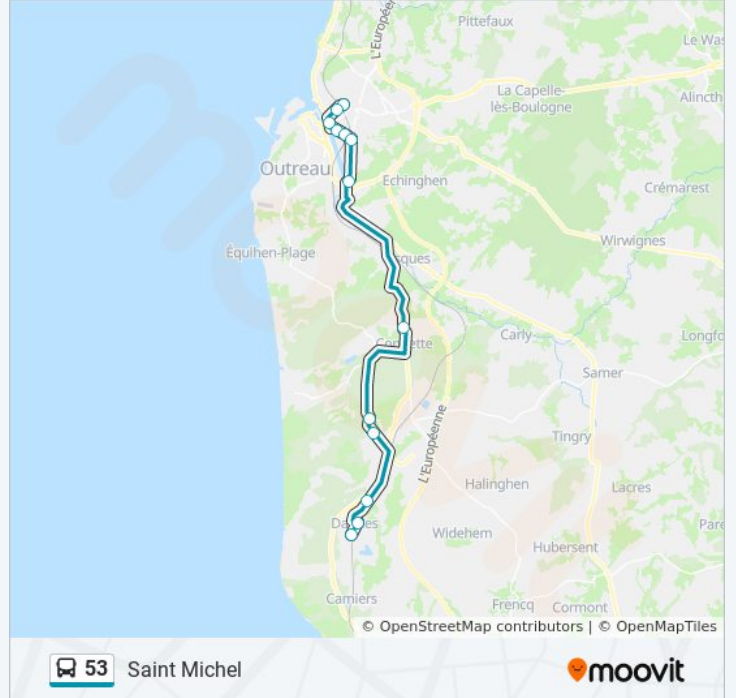 Pittefaux
L'Européenne
Le Was
La Capelle-
lès-Boulogne
Alincth
Outreau
Echinghen
Crémarest
Wirwignes
Équihen-Plage
sques
Carly
Longfo
Samer
L'Européenne
Tingry
Halinghen
Lacres
Widehem
Pare
Hubersent
Camiers
Frencq
Cormont
© OpenStreetMap contributors | © OpenMapTiles
53 Saint Michel
moovit